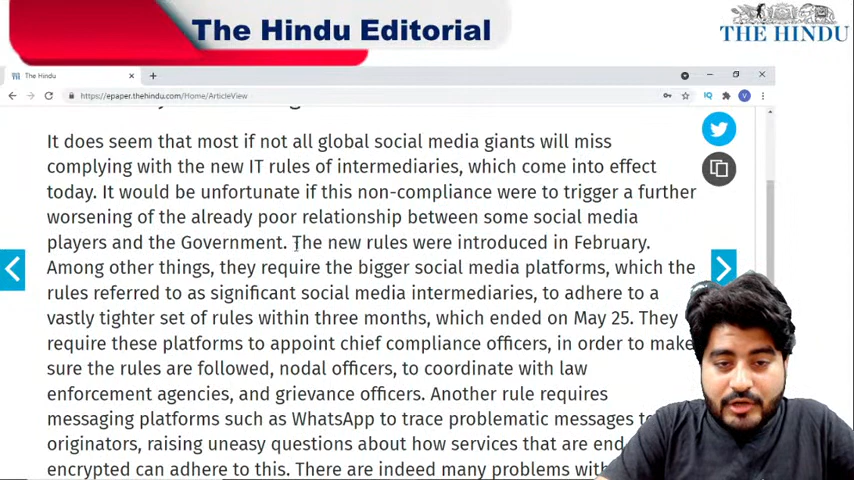 The Hindu Editorial
THE HINDU
The Hindu
https://epaper.thehindu.com/Home/ArticleView
It does seem that most if not all global social media giants will miss
complying with the new IT rules of intermediaries, which come into effect
today. It would be unfortunate if this non-compliance were to trigger a further
worsening of the already poor relationship between some social media
players and the Government. The new rules were introduced in February.
Among other things, they require the bigger social media platforms, which the
rules referred to as significant social media intermediaries, to adhere to a
vastly tighter set of rules within three months, which ended on May 25. They
require these platforms to appoint chief compliance officers, in order to make
sure the rules are followed, nodal officers, to coordinate with law
enforcement agencies, and grievance officers. Another rule requires
messaging platforms such as WhatsApp to trace problematic messages
originators, raising uneasy questions about how services that are end
encrypted can adhere to this. There are indeed many problems